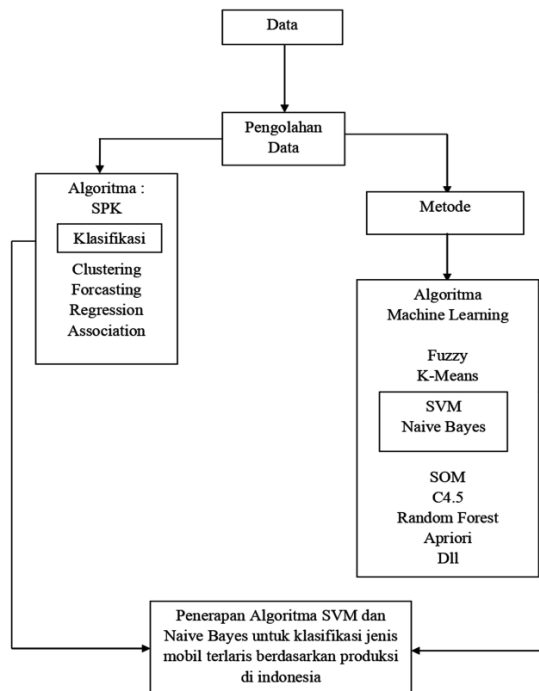 Data
Pengolahan
Data
Algoritma :
SPK
Klasifikasi
Clustering
Forcasting
Regression
Association
Metode
Algoritma
Machine Learning
Fuzzy
K-Means
SVM
Naive Bayes
SOM
C4.5
Random Forest
Apriori
Dll
Penerapan Algoritma SVM dan
Naive Bayes untuk klasifikasi jenis
mobil terlaris berdasarkan produksi
di indonesia